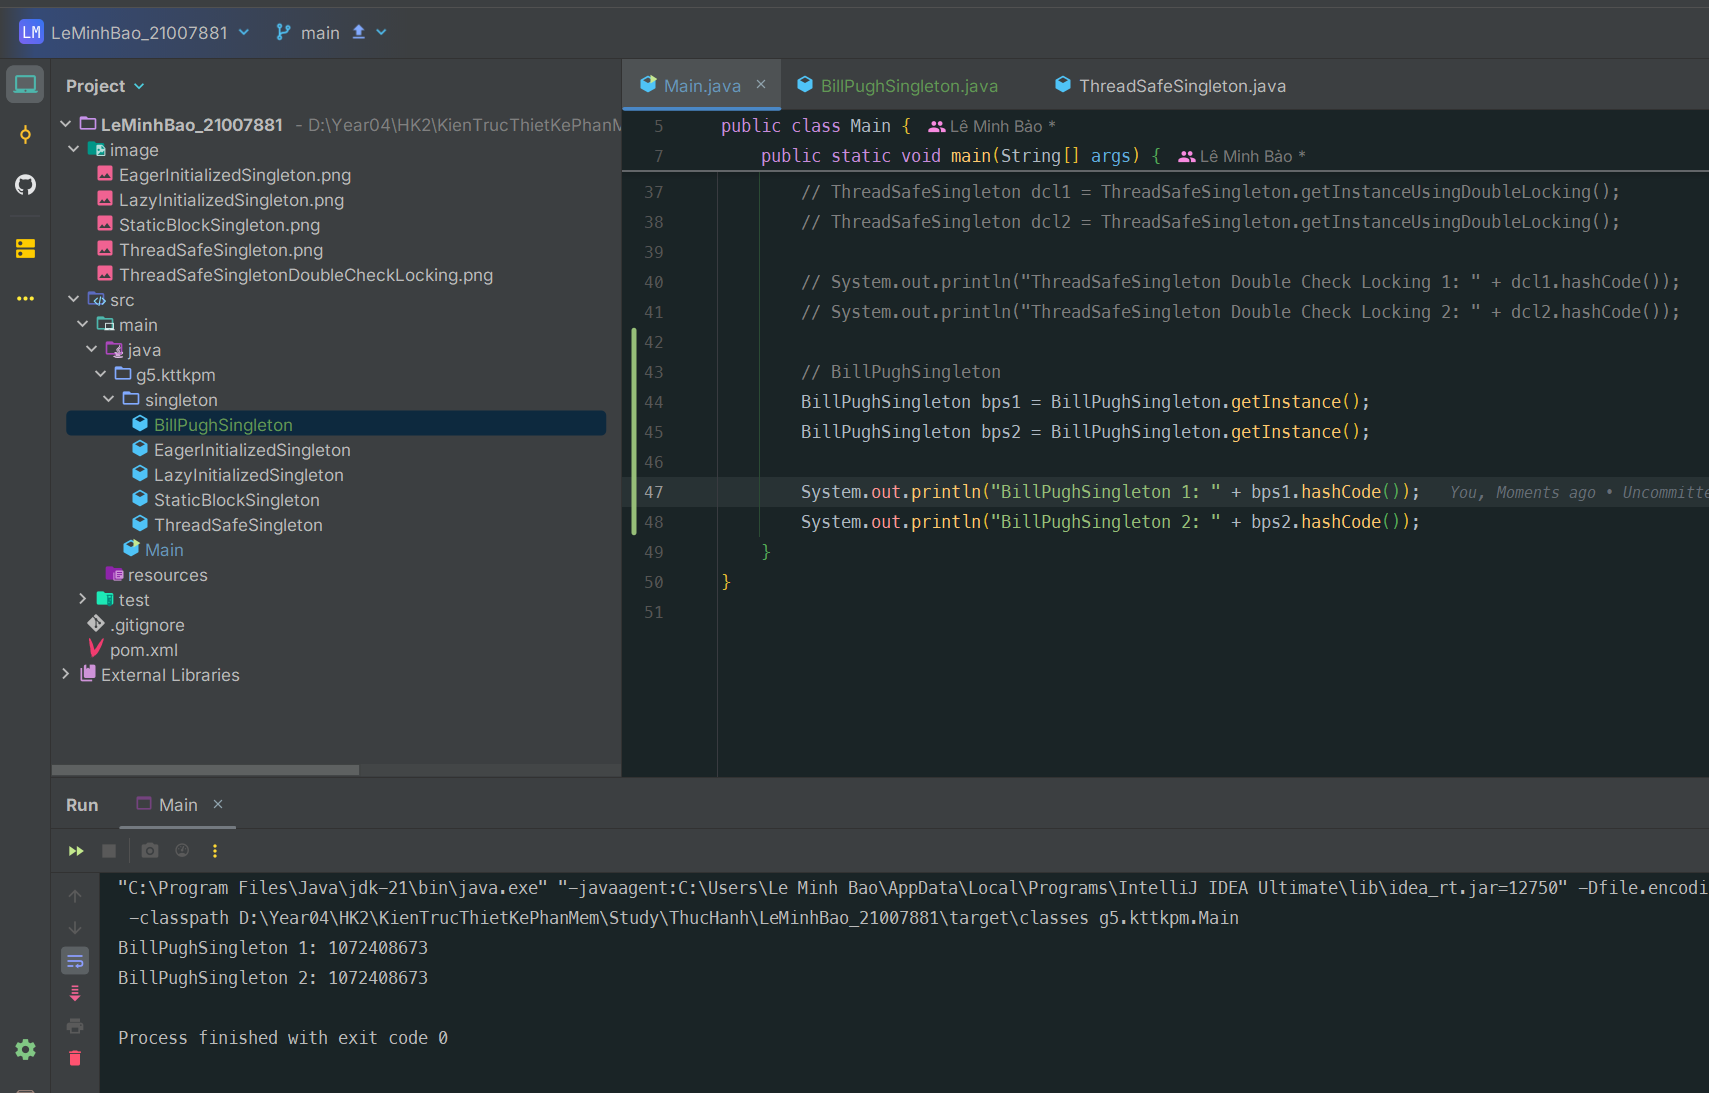 LM LeMinhBao_21007881 main
Project
LeMinhBao_21007881 - D:\Year04\HK2\KienTrucThietKePhanM
image
EagerInitializedSingleton.png
LazyInitializedSingleton.png
StaticBlockSingleton.png
ThreadSafeSingleton.png
ThreadSafeSingletonDoubleCheckLocking.png
src
main
java
g5.kttkpm
singleton
BillPughSingleton
EagerInitializedSingleton
LazyInitializedSingleton
StaticBlockSingleton
ThreadSafeSingleton
Main
resources
test
.gitignore
pom.xml
External Libraries
Main.java × BillPughSingleton.java ThreadSafeSingleton.java
5 public class Main { Lê Minh Bảo *
7 public static void main(String[] args) { Lê Minh Bảo *
37 // ThreadSafeSingleton dcl1 = ThreadSafeSingleton.getInstanceUsingDoubleLocking();
38 // ThreadSafeSingleton dcl2 = ThreadSafeSingleton.getInstanceUsingDoubleLocking();
39
40 // System.out.println("ThreadSafeSingleton Double Check Locking 1: " + dcl1.hashCode());
41 // System.out.println("ThreadSafeSingleton Double Check Locking 2: " + dcl2.hashCode());
42
43 // BillPughSingleton
44 BillPughSingleton bps1 = BillPughSingleton.getInstance();
45 BillPughSingleton bps2 = BillPughSingleton.getInstance();
46
47 System.out.println("BillPughSingleton 1: " + bps1.hashCode()); You, Moments ago • Uncommitte
48 System.out.println("BillPughSingleton 2: " + bps2.hashCode());
49 }
50 }
51
Run Main ×
"C:\Program Files\Java\jdk-21\bin\java.exe" "-javaagent:C:\Users\Le Minh Bao\AppData\Local\Programs\IntelliJ IDEA Ultimate\lib\idea_rt.jar=12750" -Dfile.encodi
-classpath D:\Year04\HK2\KienTrucThietKePhanMem\Study\ThucHanh\LeMinhBao_21007881\target\classes g5.kttkpm.Main
BillPughSingleton 1: 1072408673
BillPughSingleton 2: 1072408673
Process finished with exit code 0